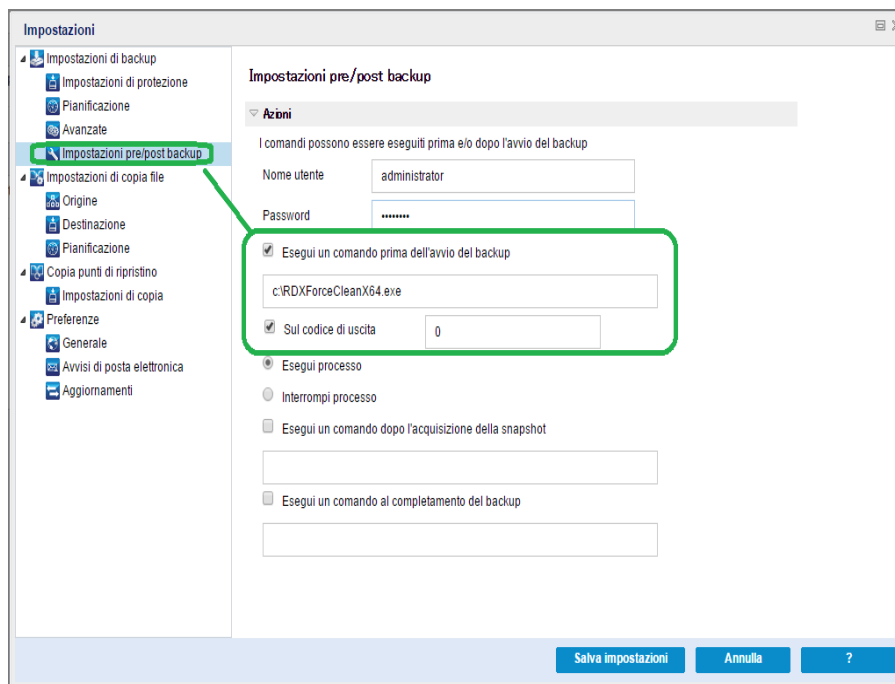 Impostazioni
Impostazioni di backup
Impostazioni di protezione
Pianificazione
Avanzate
Impostazioni pre/post backup
Impostazioni di copia file
Origine
Destinazione
Pianificazione
Copia punti di ripristino
Impostazioni di copia
Preferenze
Generale
Avvisi di posta elettronica
Aggiornamenti
Impostazioni pre/post backup
Azioni
I comandi possono essere eseguiti prima e/o dopo l'avvio del backup
Nome utente administrator
Password ••••••••
Esegui un comando prima dell'avvio del backup
c:\RDXForceCleanX64.exe
Sul codice di uscita 0
Esegui processo
Interrompi processo
Esegui un comando dopo l'acquisizione della snapshot
Esegui un comando al completamento del backup
Salva impostazioni Annulla ?